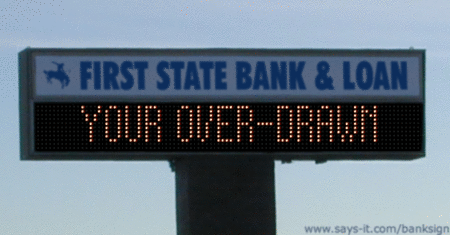 FIRST STATE BANK & LOAN
YOUR OVER-DRAWN
www.says-it.com/banksign